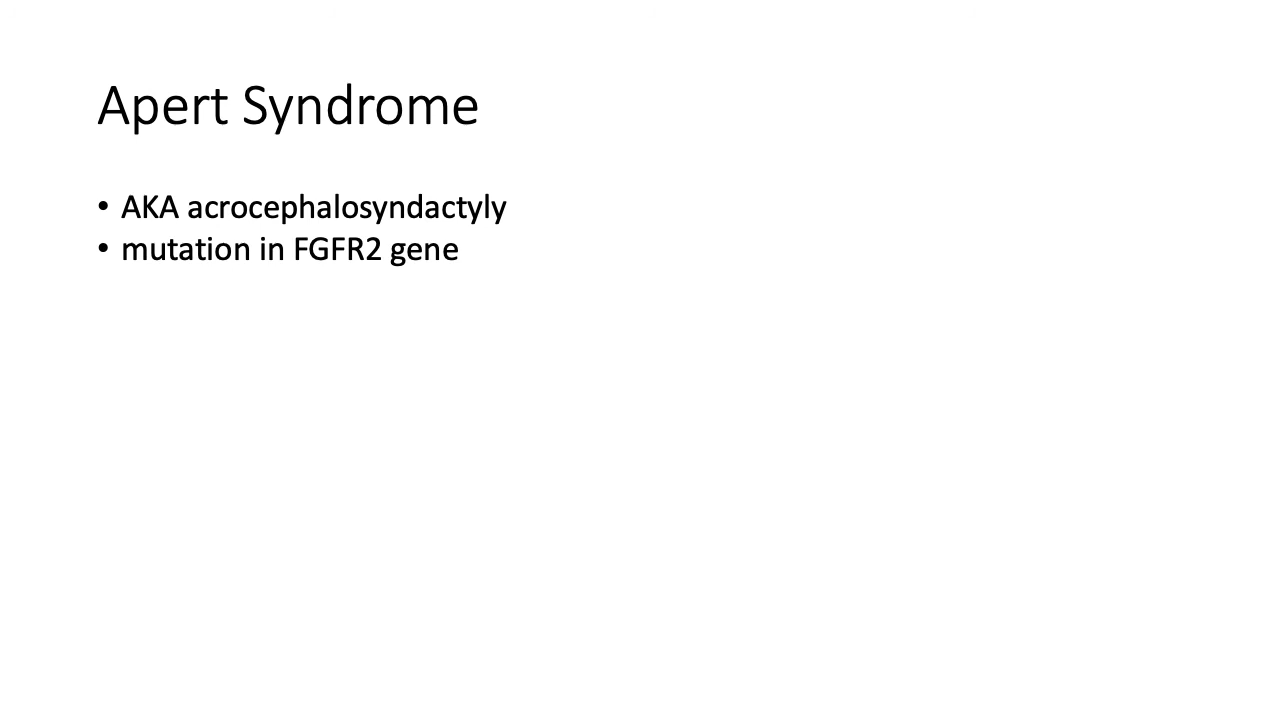 Apert Syndrome
• AKA acrocephalosyndactyly
• mutation in FGFR2 gene